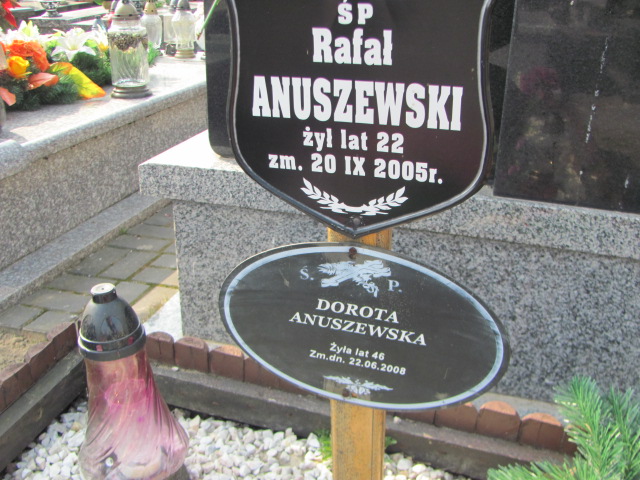 ŚP
Rafał
ANUSZEWSKI
żył lat 22
zm. 20 IX 2005r.
Ś. P.
DOROTA
ANUSZEWSKA
Żyła lat 46
Zm.dn. 22.06.2008